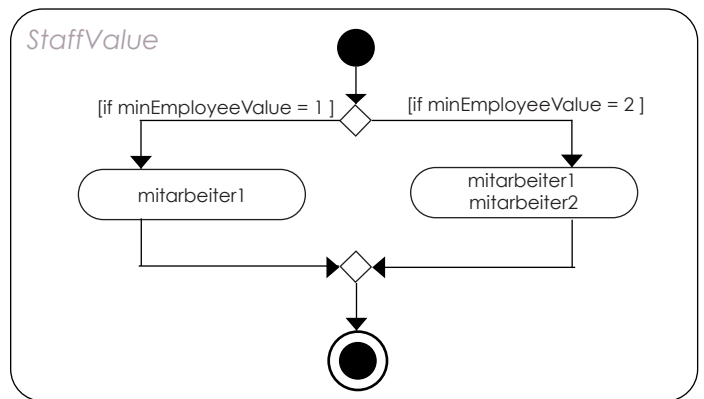 StaffValue
[if minEmployeeValue = 1 ]
[if minEmployeeValue = 2 ]
mitarbeiter1
mitarbeiter1
mitarbeiter2